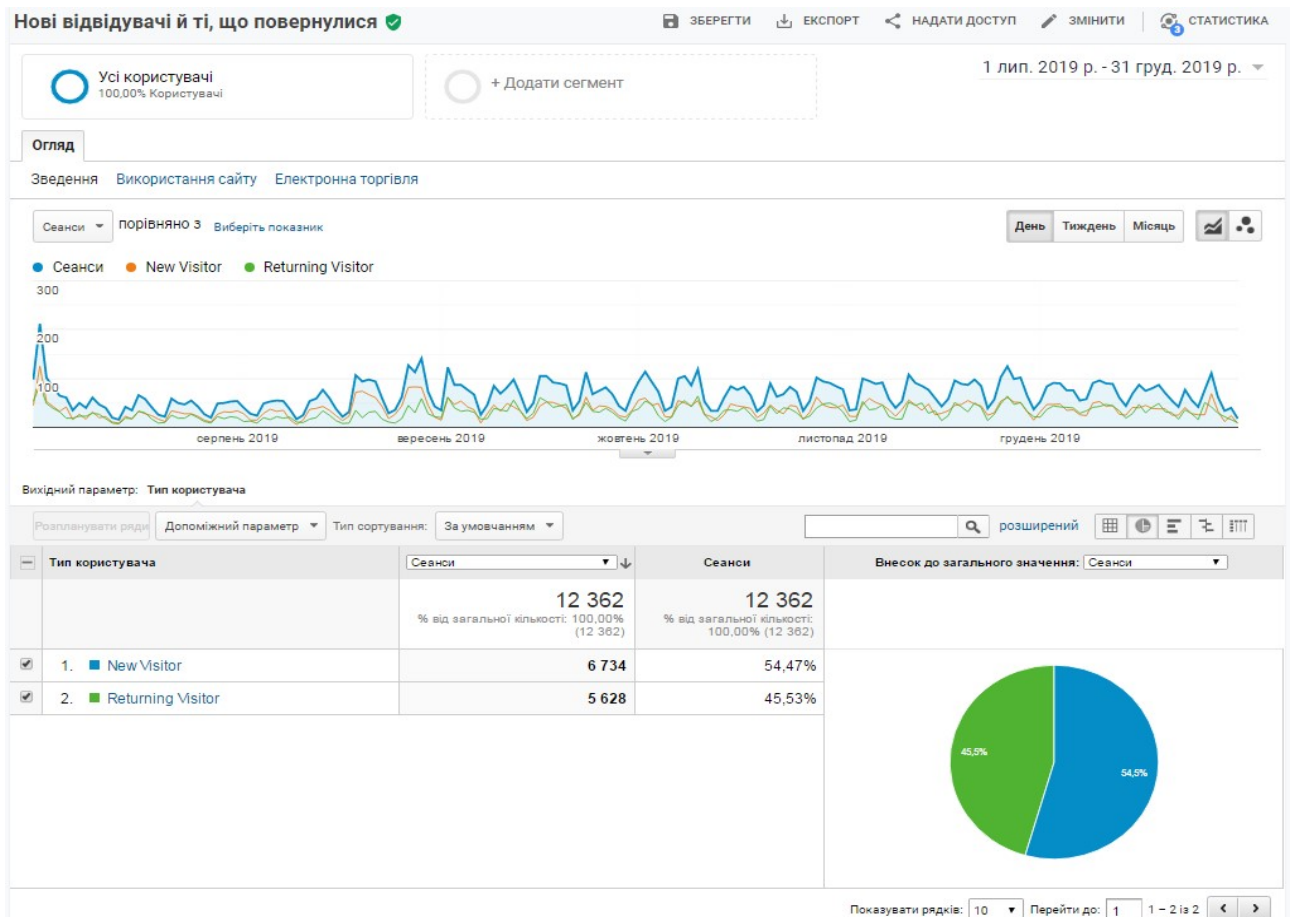 Нові відвідувачі й ті, що повернулися
ЗБЕРЕГТИ ЕКСПОРТ НАДАТИ ДОСТУП ЗМІНИТИ 3 СТАТИСТИКА
Усі користувачі
100,00% Користувачі
+ Додати сегмент
1 лип. 2019 р. - 31 груд. 2019 р.
Огляд
Зведення Використання сайту Електронна торгівля
Сеанси порівняно з Виберіть показник
День Тиждень Місяць
Сеанси New Visitor Returning Visitor
300
200
100
серпень 2019 вересень 2019 жовтень 2019 листопад 2019 грудень 2019
Вихідний параметр: Тип користувача
Розпланувати ряди Допоміжний параметр Тип сортування: За умовчанням розширений
Тип користувача Сеанси Сеанси Внесок до загального значення: Сеанси
12 362 12 362
% від загальної кількості: 100,00% % від загальної кількості:
(12 362) 100,00% (12 362)
1. New Visitor 6 734 54,47%
2. Returning Visitor 5 628 45,53%
45,5%
54,5%
Показувати рядків: 10 Перейти до: 1 1 – 2 із 2